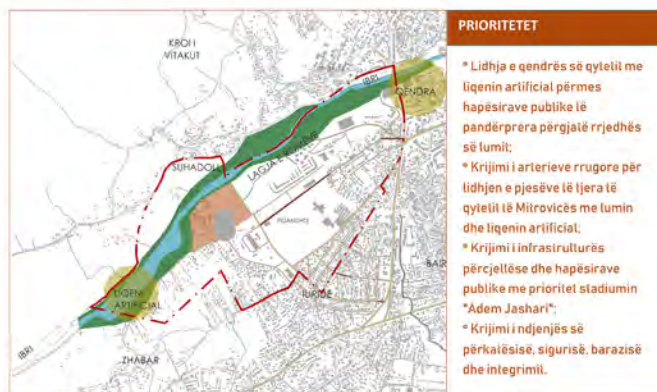 KROI I
VITAKUT
IBRI
QENDRA
SUHADOLL
LAGJA E BOSHNJAKËVE
LIQENI
ARTIFICIAL
TUNELI
BAIR
IBRI
ZHABAR
PRIORITETET
* Lidhja e qendrës së qytetit me
liqenin artificial përmes
hapësirave publike të
pandërprera përgjatë rrjedhës
së lumit;
* Krijimi i arterieve rrugore për
lidhjen e pjesëve të tjera të
qytetit të Mitrovicës me lumin
dhe liqenin artificial;
* Krijimi i infrastrukturës
përcjellëse dhe hapësirave
publike me prioritet stadiumin
"Adem Jashari";
* Krijimi i ndjenjës së
përkatësisë, sigurisë, barazisë
dhe integrimit.